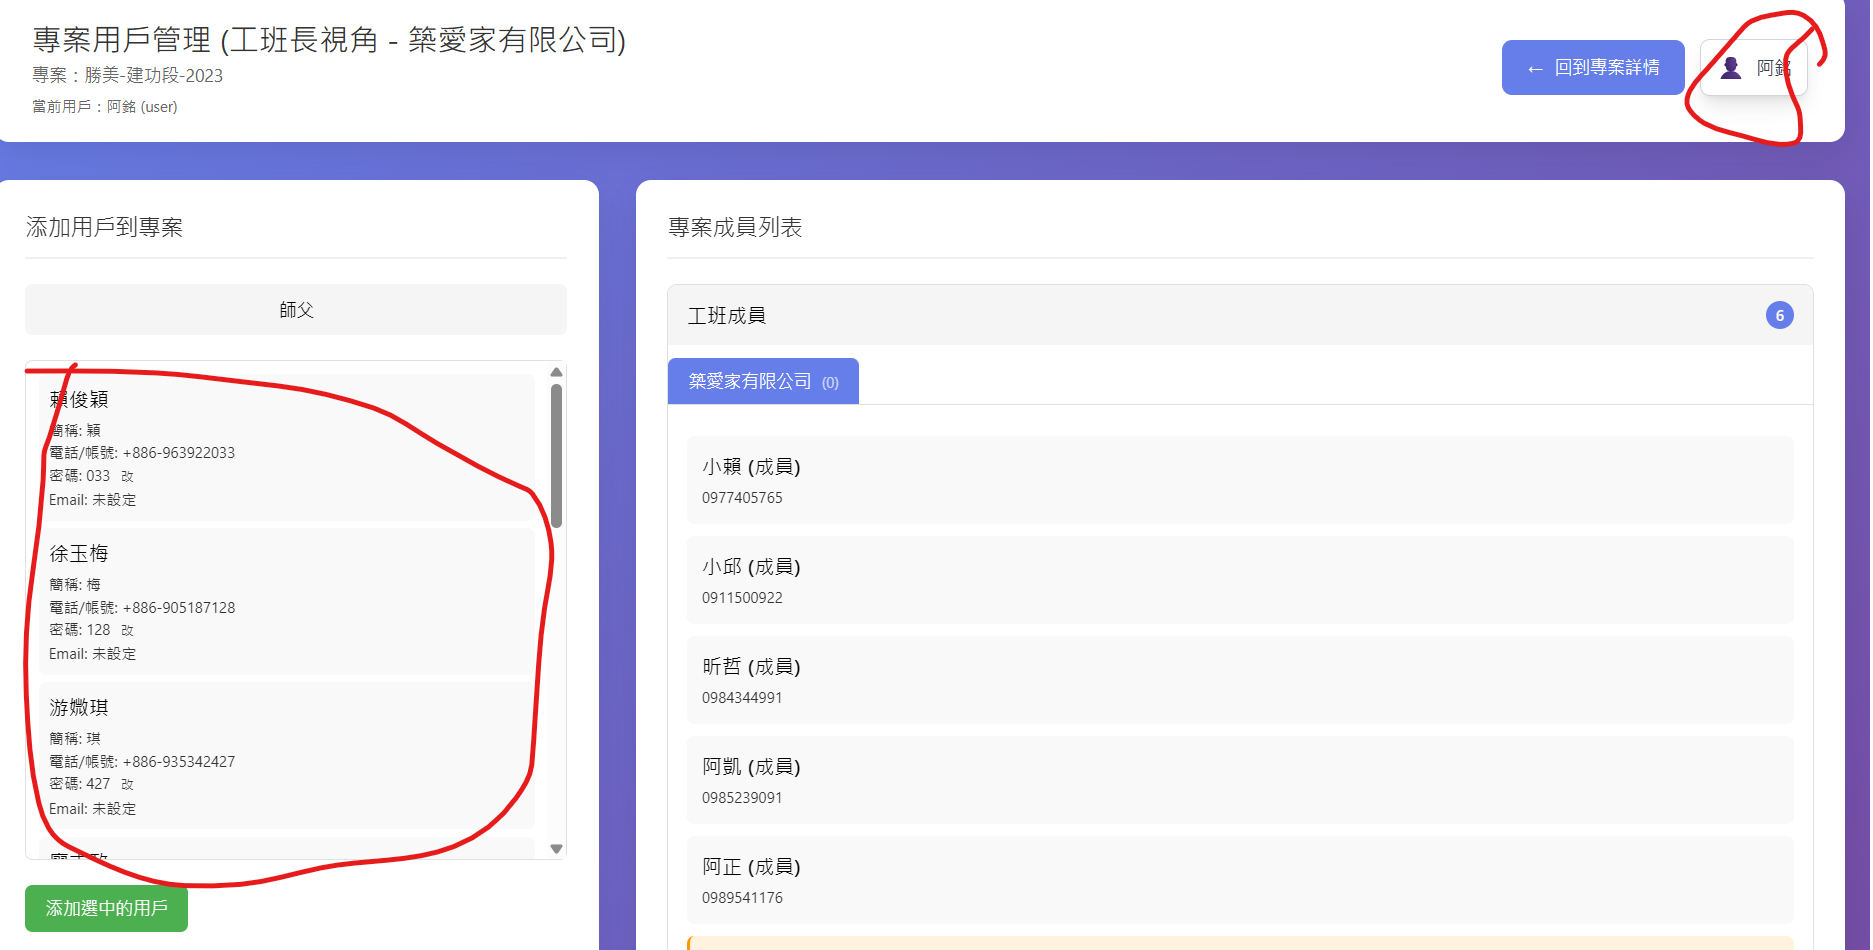 專案用戶管理 (工班長視角 - 築愛家有限公司)
專案：勝美-建功段-2023
當前用戶：阿銘 (user)
← 回到專案詳情
阿銘
添加用戶到專案
師父
賴俊穎
簡稱: 穎
電話/帳號: +886-963922033
密碼: 033 改
Email: 未設定
徐玉梅
簡稱: 梅
電話/帳號: +886-905187128
密碼: 128 改
Email: 未設定
游媺琪
簡稱: 琪
電話/帳號: +886-935342427
密碼: 427 改
Email: 未設定
添加選中的用戶
專案成員列表
工班成員
6
築愛家有限公司 (0)
小賴 (成員)
0977405765
小邱 (成員)
0911500922
昕哲 (成員)
0984344991
阿凱 (成員)
0985239091
阿正 (成員)
0989541176